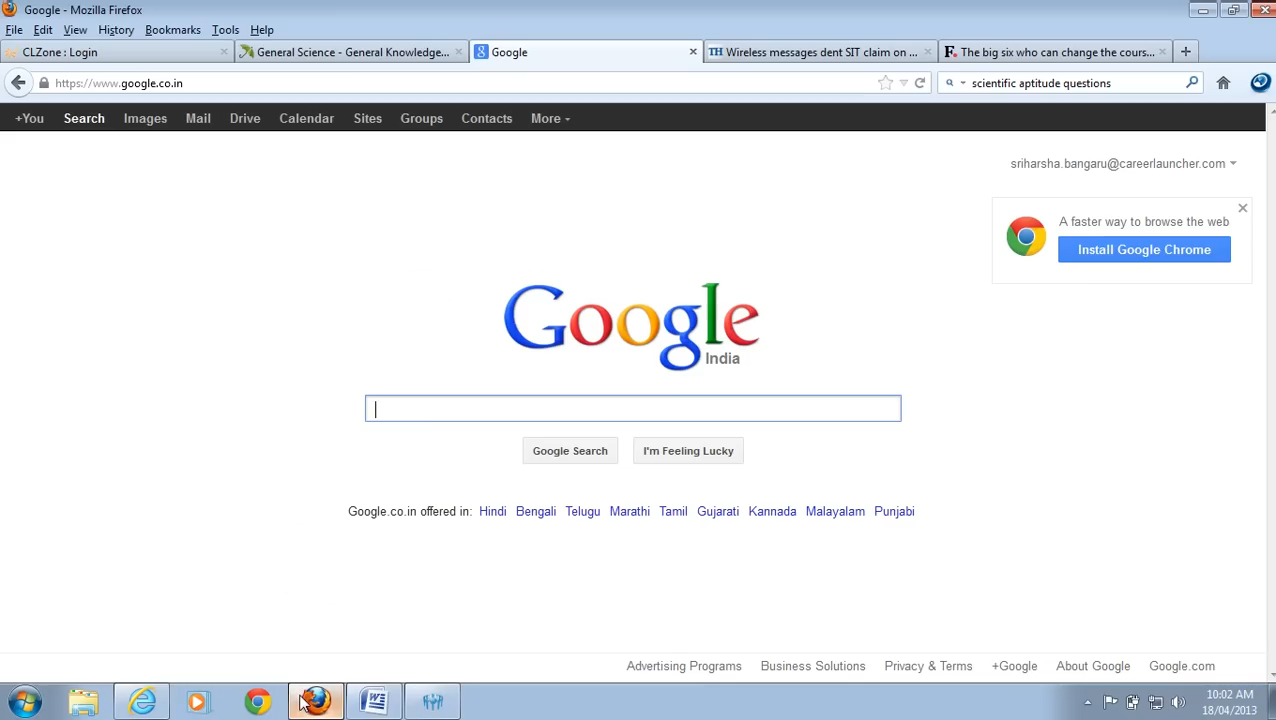 Google - Mozilla Firefox
File Edit View History Bookmarks Tools Help
CLZone : Login
General Science - General Knowledge...
Google
TH Wireless messages dent SIT claim on ...
F. The big six who can change the cours...
https://www.google.co.in
scientific aptitude questions
+You Search Images Mail Drive Calendar Sites Groups Contacts More
sriharsha.bangaru@careerlauncher.com
A faster way to browse the web
Install Google Chrome
Google
India
Google Search I'm Feeling Lucky
Google.co.in offered in: Hindi Bengali Telugu Marathi Tamil Gujarati Kannada Malayalam Punjabi
Advertising Programs Business Solutions Privacy & Terms +Google About Google Google.com
10:02 AM
18/04/2013